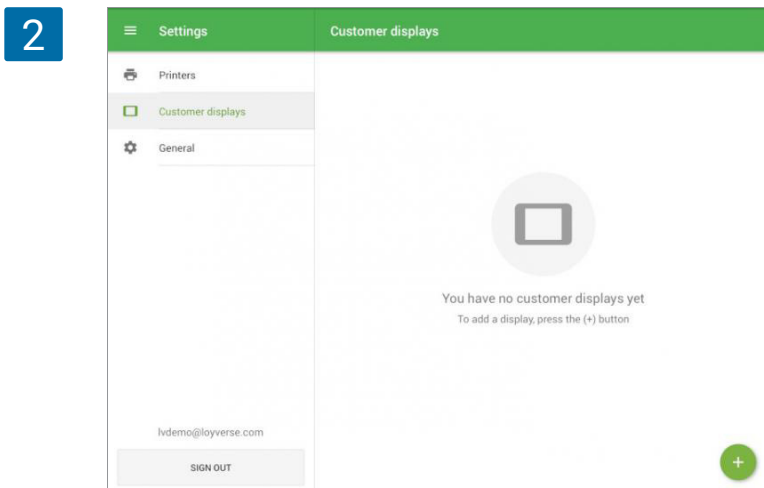 2
Settings
Customer displays
Printers
Customer displays
General
You have no customer displays yet
To add a display, press the (+) button
lvdemo@loyverse.com
SIGN OUT
+